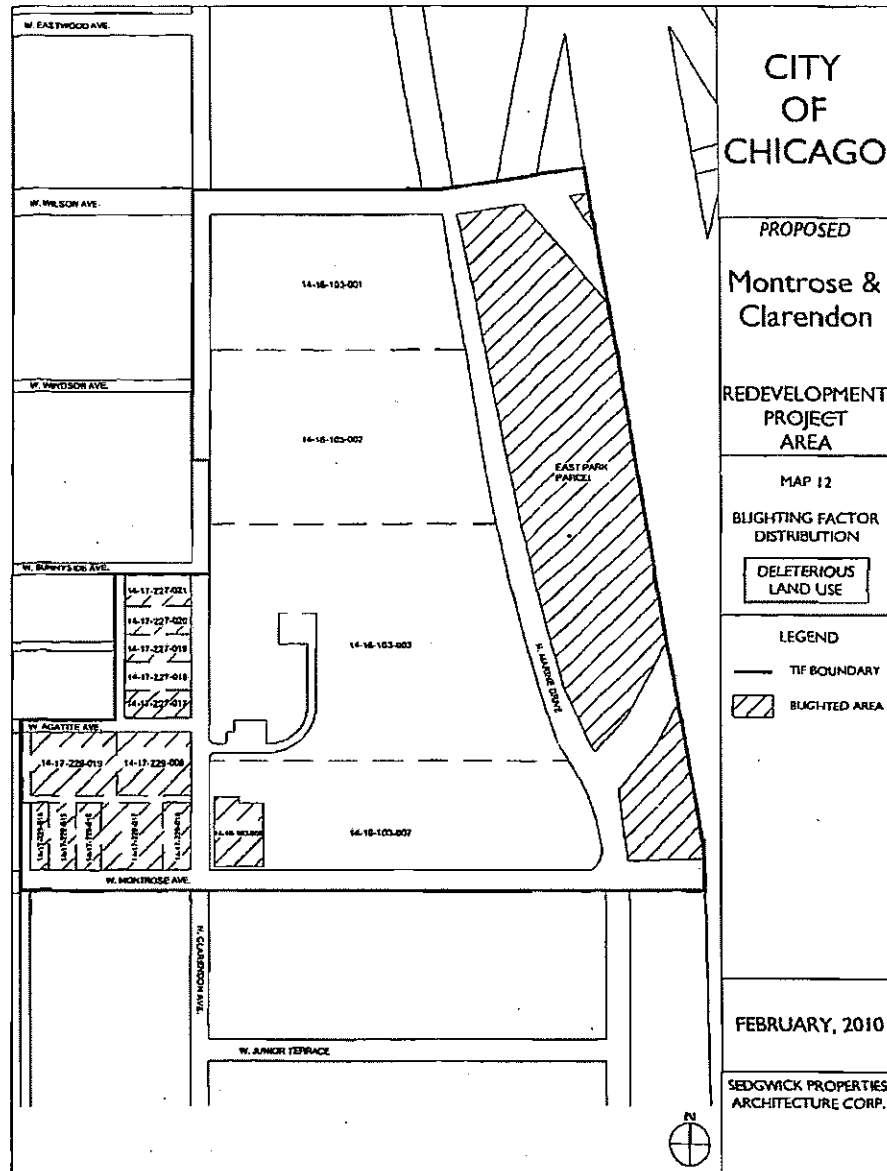 W. EASTWOOD AVE.
W. WILSON AVE.
W. WINDSOR AVE.
W. SUNNYSIDE AVE.
W. AGATITE AVE.
W. MONTROSE AVE.
N. CLARENDON AVE.
W. JUNIOR TERRACE
N. MARINE DRIVE
14-16-103-001
14-16-103-002
14-16-103-003
14-16-103-007
EAST PARK
PARCEL
14-17-227-021
14-17-227-020
14-17-227-019
14-17-227-018
14-17-227-017
14-17-229-019
14-17-229-008
N
CITY
OF
CHICAGO
PROPOSED
Montrose &
Clarendon
REDEVELOPMENT
PROJECT
AREA
MAP 12
BLIGHTING FACTOR
DISTRIBUTION
DELETERIOUS
LAND USE
LEGEND
TIF BOUNDARY
BLIGHTED AREA
FEBRUARY, 2010
SEDGWICK PROPERTIES
ARCHITECTURE CORP.